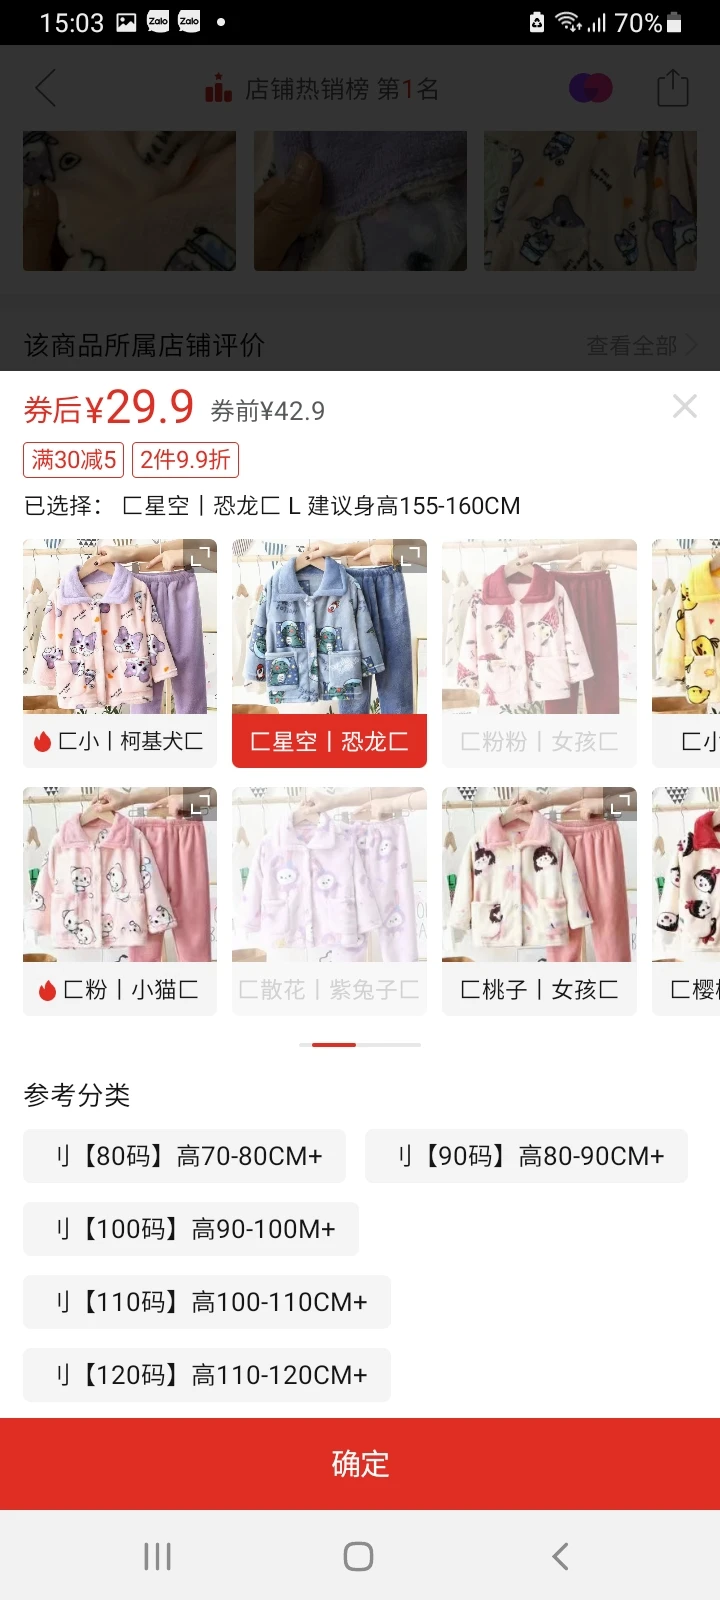 15:03 Zalo Zalo 70%
店铺热销榜 第1名
该商品所属店铺评价 查看全部
券后¥29.9 券前¥42.9
满30减5 2件9.9折
已选择： 匚星空丨恐龙匚 L 建议身高155-160CM
匚小丨柯基犬匚 匚星空丨恐龙匚 匚粉粉丨女孩匚 匚小
匚粉丨小猫匚 匚散花丨紫兔子匚 匚桃子丨女孩匚 匚樱
参考分类
刂【80码】高70-80CM+ 刂【90码】高80-90CM+
刂【100码】高90-100M+
刂【110码】高100-110CM+
刂【120码】高110-120CM+
确定